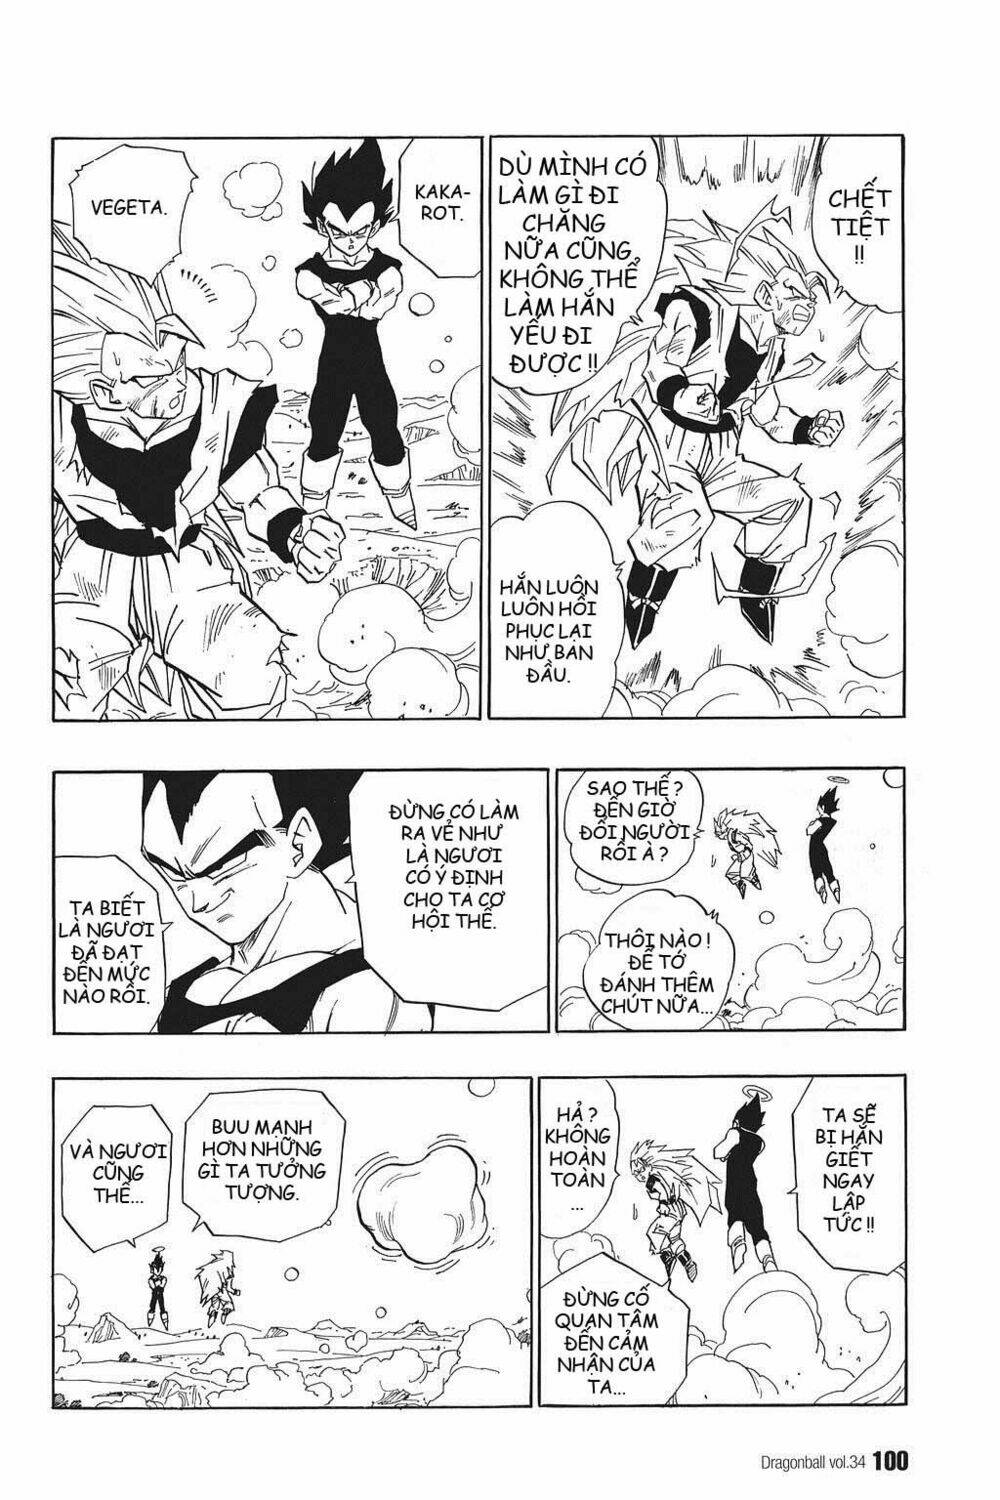 CHẾT
TIỆT
!!
DÙ MÌNH CÓ
LÀM GÌ ĐI
CHĂNG
NỮA CŨNG
KHÔNG THỂ
LÀM HẮN
YẾU ĐI
ĐƯỢC !!
HẮN LUÔN
LUÔN HỒI
PHỤC LẠI
NHƯ BAN
ĐẦU.
KAKA-
ROT.
VEGETA.
SAO THẾ ?
ĐẾN GIỜ
ĐỔI NGƯỜI
RỒI À ?
THÔI NÀO !
ĐỂ TỚ
ĐÁNH THÊM
CHÚT NỮA...
ĐỪNG CÓ LÀM
RA VẺ NHƯ
LÀ NGƯƠI
CÓ Ý ĐỊNH
CHO TA CƠ
HỘI THẾ.
TA BIẾT
LÀ NGƯƠI
ĐÃ ĐẠT
ĐẾN MỨC
NÀO RỒI.
TA SẼ
BỊ HẮN
GIẾT
NGAY
LẬP
TỨC !!
HẢ ?
KHÔNG
HOÀN
TOÀN
...
ĐỪNG CỐ
QUAN TÂM
ĐẾN CẢM
NHẬN CỦA
TA...
BUU MẠNH
HƠN NHỮNG
GÌ TA TƯỞNG
TƯỢNG.
VÀ NGƯƠI
CŨNG
THẾ...
Dragonball vol.34 100